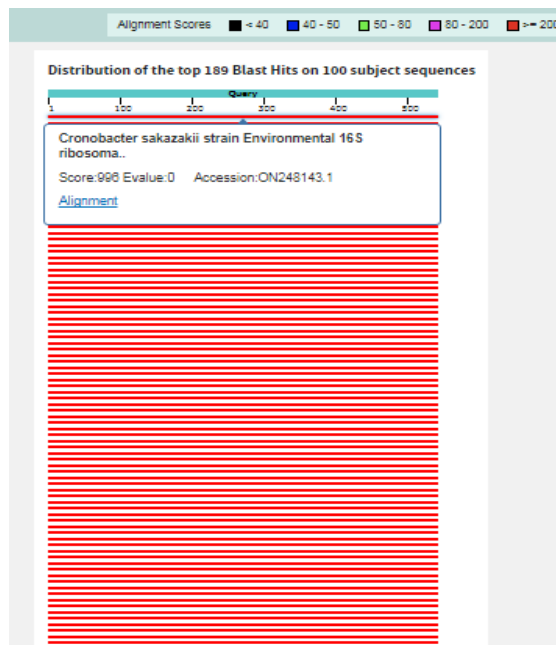 Alignment Scores < 40 40 - 50 50 - 80 80 - 200 >= 200
Distribution of the top 189 Blast Hits on 100 subject sequences
Query
1 100 200 300 400 500
Cronobacter sakazakii strain Environmental 16S
ribosoma..
Score:996 Evalue:0 Accession:ON248143.1
Alignment